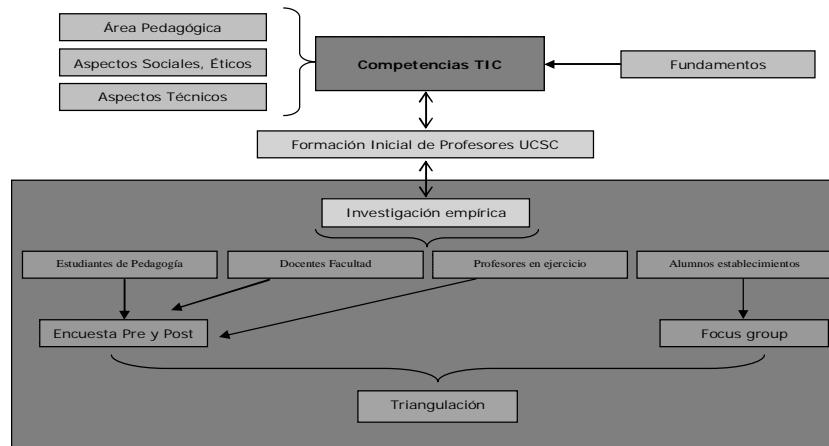 Área Pedagógica
Aspectos Sociales, Éticos
Aspectos Técnicos
Competencias TIC
Fundamentos
Formación Inicial de Profesores UCSC
Investigación empírica
Estudiantes de Pedagogía
Docentes Facultad
Profesores en ejercicio
Alumnos establecimientos
Encuesta Pre y Post
Focus group
Triangulación